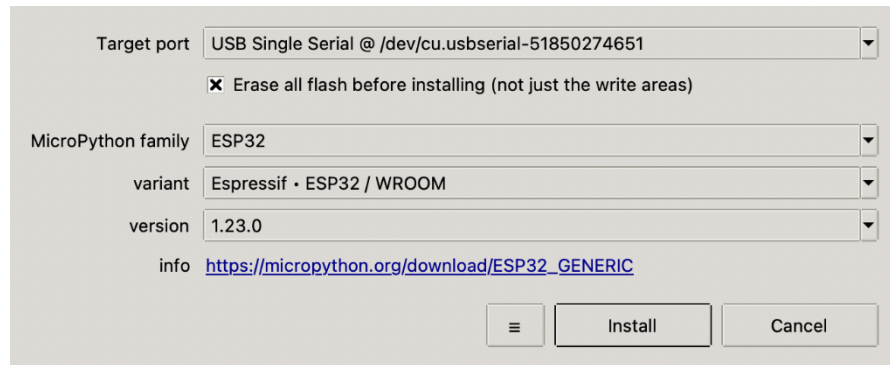 Target port USB Single Serial @ /dev/cu.usbserial-51850274651
Erase all flash before installing (not just the write areas)
MicroPython family ESP32
variant Espressif • ESP32 / WROOM
version 1.23.0
info https://micropython.org/download/ESP32_GENERIC
≡ Install Cancel